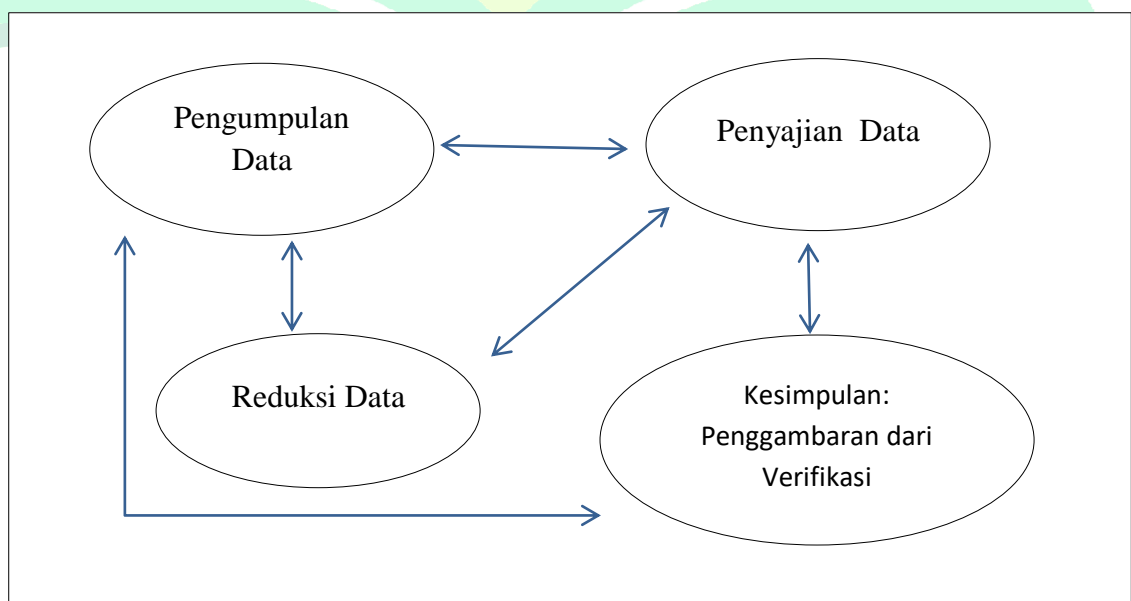 Pengumpulan
Data
Penyajian  Data
Reduksi Data
Kesimpulan:
Penggambaran dari
Verifikasi